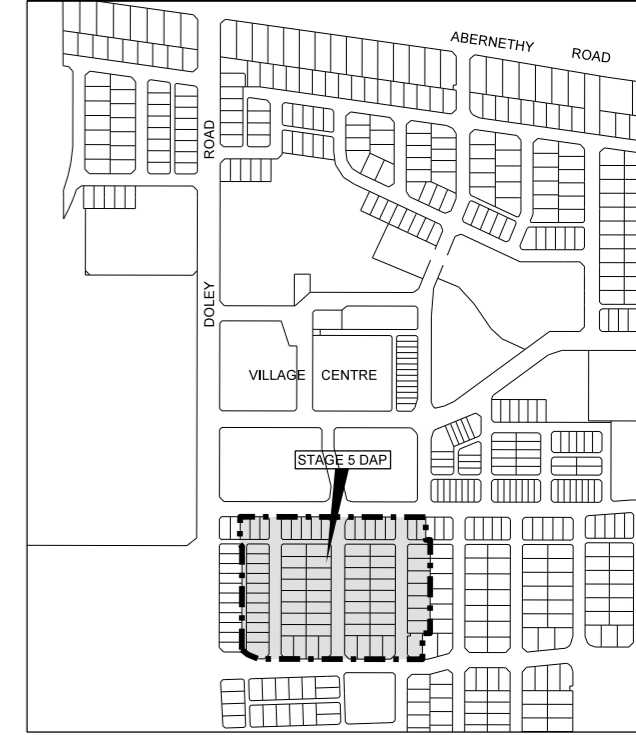 ABERNETHY ROAD
DOLEY ROAD
VILLAGE CENTRE
STAGE 5 DAP